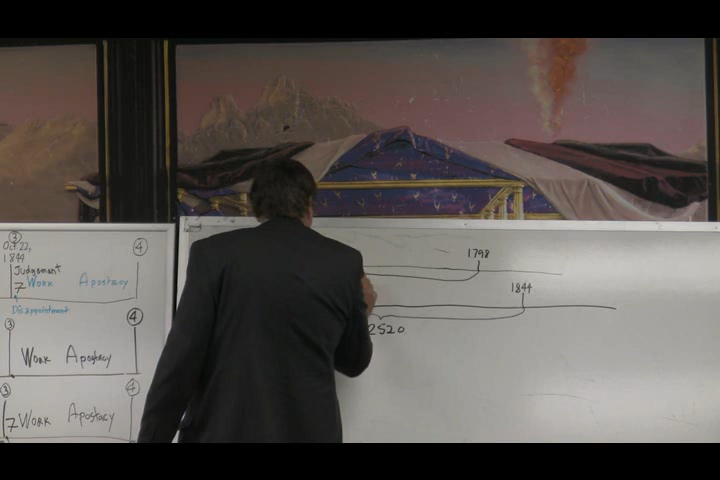 ③
Oct. 22,
1844
④
Judgement
7 Work Apostacy
Disappointment
③
④
Work Apostacy
③
④
7 Work Apostacy
1798
1844
2520